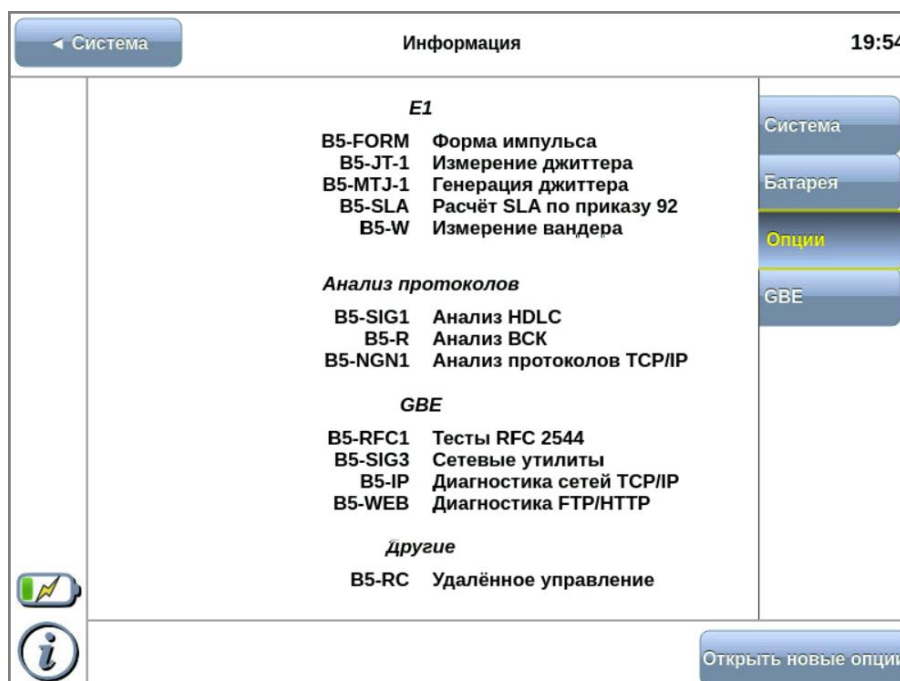 ◄ Система
Информация
19:54
E1
B5-FORM Форма импульса
B5-JT-1 Измерение джиттера
B5-MTJ-1 Генерация джиттера
B5-SLA Расчёт SLA по приказу 92
B5-W Измерение вандера
Анализ протоколов
B5-SIG1 Анализ HDLC
B5-R Анализ ВСК
B5-NGN1 Анализ протоколов TCP/IP
GBE
B5-RFC1 Тесты RFC 2544
B5-SIG3 Сетевые утилиты
B5-IP Диагностика сетей TCP/IP
B5-WEB Диагностика FTP/HTTP
Другие
B5-RC Удалённое управление
Система
Батарея
Опции
GBE
i
Открыть новые опции